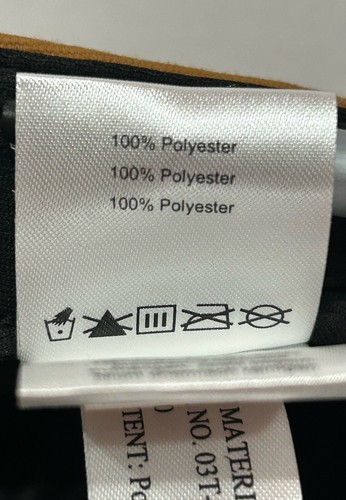 100% Polyester
100% Polyester
100% Polyester
MATERI
NO. 03T
TENT: Po